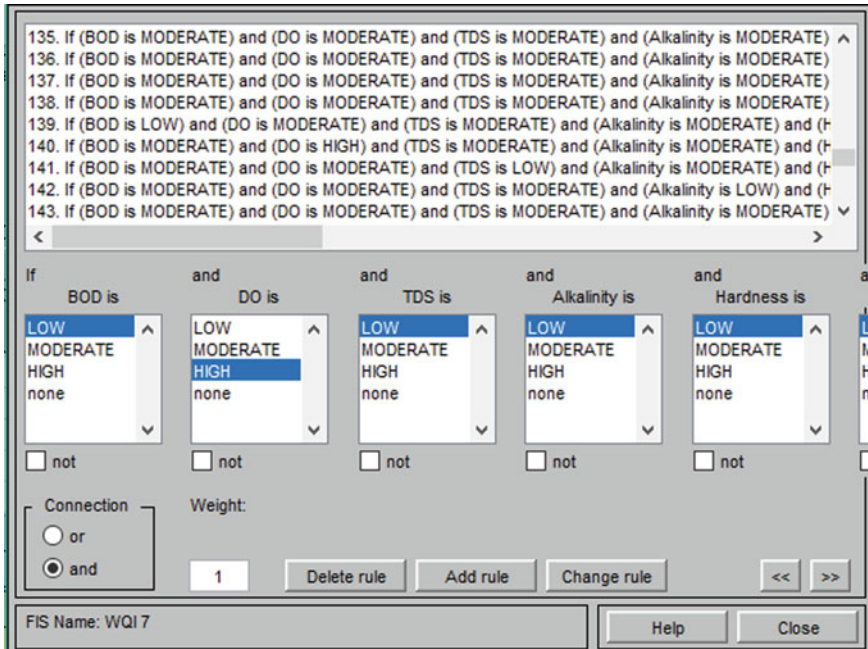 135. If (BOD is MODERATE) and (DO is MODERATE) and (TDS is MODERATE) and (Alkalinity is MODERATE)
136. If (BOD is MODERATE) and (DO is MODERATE) and (TDS is MODERATE) and (Alkalinity is MODERATE)
137. If (BOD is MODERATE) and (DO is MODERATE) and (TDS is MODERATE) and (Alkalinity is MODERATE)
138. If (BOD is MODERATE) and (DO is MODERATE) and (TDS is MODERATE) and (Alkalinity is MODERATE)
139. If (BOD is LOW) and (DO is MODERATE) and (TDS is MODERATE) and (Alkalinity is MODERATE) and (H
140. If (BOD is MODERATE) and (DO is HIGH) and (TDS is MODERATE) and (Alkalinity is MODERATE) and (H
141. If (BOD is MODERATE) and (DO is MODERATE) and (TDS is LOW) and (Alkalinity is MODERATE) and (H
142. If (BOD is MODERATE) and (DO is MODERATE) and (TDS is MODERATE) and (Alkalinity is LOW) and (H
143. If (BOD is MODERATE) and (DO is MODERATE) and (TDS is MODERATE) and (Alkalinity is MODERATE)
If and and and and
BOD is DO is TDS is Alkalinity is Hardness is
LOW LOW LOW LOW LOW
MODERATE MODERATE MODERATE MODERATE MODERATE
HIGH HIGH HIGH HIGH HIGH
none none none none none
not not not not not
Connection Weight:
or
and 1 Delete rule Add rule Change rule << >>
FIS Name: WQI 7 Help Close